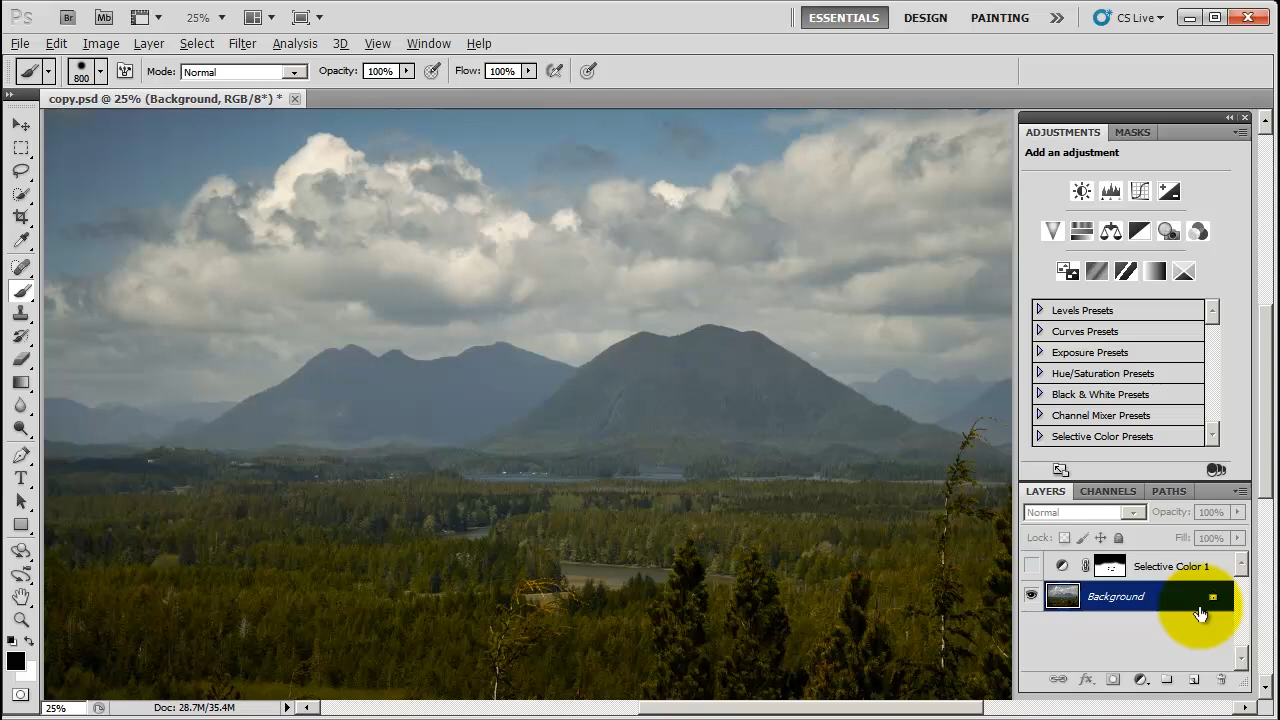 Ps Br Mb 25% ESSENTIALS DESIGN PAINTING CS Live
File Edit Image Layer Select Filter Analysis 3D View Window Help
800 Mode: Normal Opacity: 100% Flow: 100%
copy.psd @ 25% (Background, RGB/8*) *
ADJUSTMENTS MASKS
Add an adjustment
Levels Presets
Curves Presets
Exposure Presets
Hue/Saturation Presets
Black & White Presets
Channel Mixer Presets
Selective Color Presets
LAYERS CHANNELS PATHS
Normal Opacity: 100%
Lock: Fill: 100%
Selective Color 1
Background
25% Doc: 28.7M/35.4M